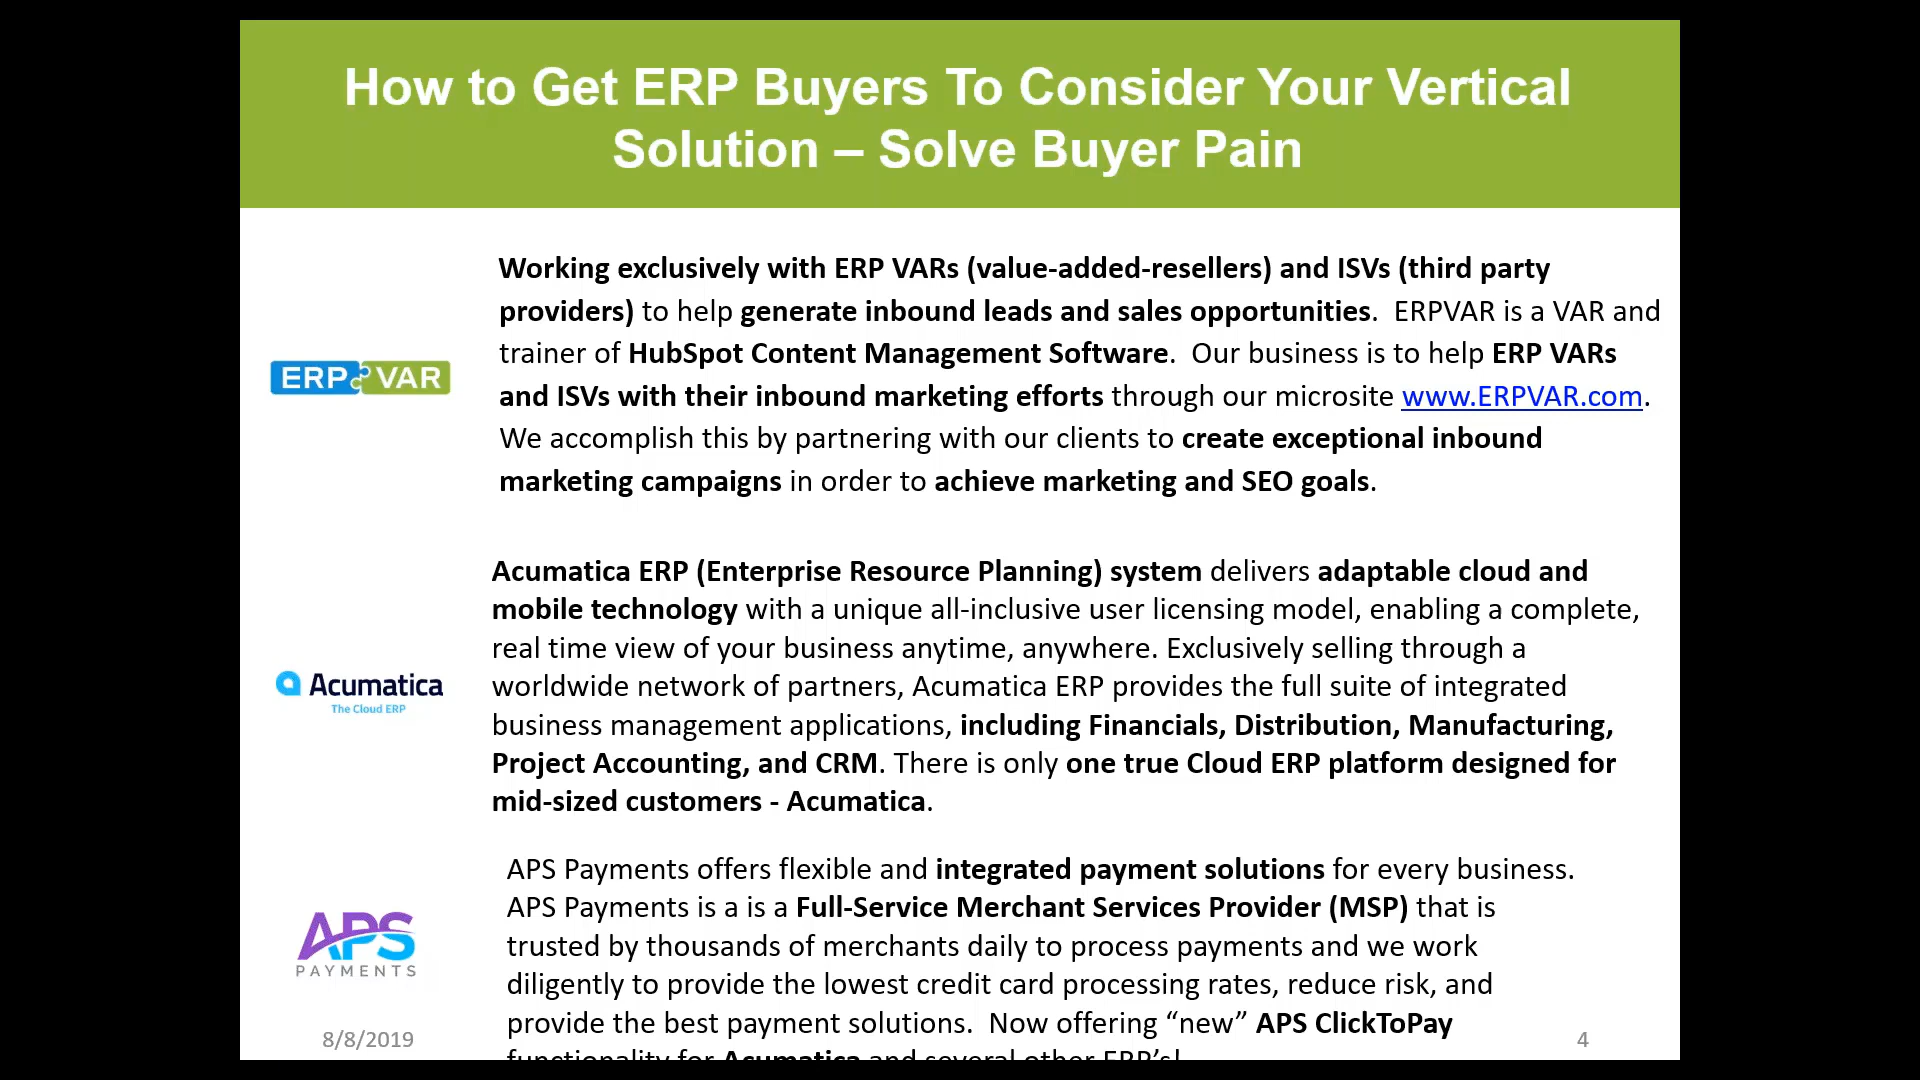 How to Get ERP Buyers To Consider Your Vertical
Solution – Solve Buyer Pain
ERP VAR
Working exclusively with ERP VARs (value-added-resellers) and ISVs (third party
providers) to help generate inbound leads and sales opportunities.  ERPVAR is a VAR and
trainer of HubSpot Content Management Software.  Our business is to help ERP VARs
and ISVs with their inbound marketing efforts through our microsite www.ERPVAR.com.
We accomplish this by partnering with our clients to create exceptional inbound
marketing campaigns in order to achieve marketing and SEO goals.
Acumatica
The Cloud ERP
Acumatica ERP (Enterprise Resource Planning) system delivers adaptable cloud and
mobile technology with a unique all-inclusive user licensing model, enabling a complete,
real time view of your business anytime, anywhere. Exclusively selling through a
worldwide network of partners, Acumatica ERP provides the full suite of integrated
business management applications, including Financials, Distribution, Manufacturing,
Project Accounting, and CRM. There is only one true Cloud ERP platform designed for
mid-sized customers - Acumatica.
APS
PAYMENTS
APS Payments offers flexible and integrated payment solutions for every business.
APS Payments is a is a Full-Service Merchant Services Provider (MSP) that is
trusted by thousands of merchants daily to process payments and we work
diligently to provide the lowest credit card processing rates, reduce risk, and
provide the best payment solutions.  Now offering “new” APS ClickToPay
functionality for Acumatica and several other ERP’s!
8/8/2019
4